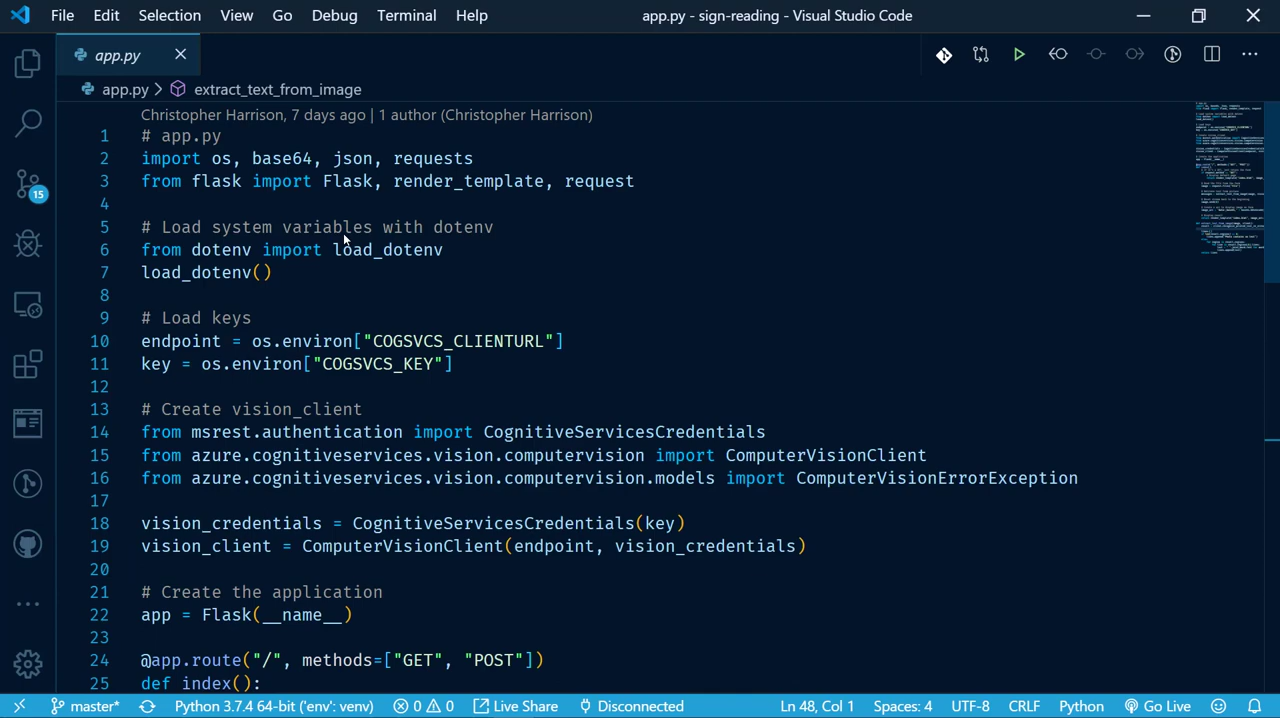 File Edit Selection View Go Debug Terminal Help app.py - sign-reading - Visual Studio Code
app.py
app.py > extract_text_from_image
Christopher Harrison, 7 days ago | 1 author (Christopher Harrison)
1 # app.py
2 import os, base64, json, requests
3 from flask import Flask, render_template, request
4
5 # Load system variables with dotenv
6 from dotenv import load_dotenv
7 load_dotenv()
8
9 # Load keys
10 endpoint = os.environ["COGSVCS_CLIENTURL"]
11 key = os.environ["COGSVCS_KEY"]
12
13 # Create vision_client
14 from msrest.authentication import CognitiveServicesCredentials
15 from azure.cognitiveservices.vision.computervision import ComputerVisionClient
16 from azure.cognitiveservices.vision.computervision.models import ComputerVisionErrorException
17
18 vision_credentials = CognitiveServicesCredentials(key)
19 vision_client = ComputerVisionClient(endpoint, vision_credentials)
20
21 # Create the application
22 app = Flask(__name__)
23
24 @app.route("/", methods=["GET", "POST"])
25 def index():
15
master* Python 3.7.4 64-bit ('env': venv) 0 0 Live Share Disconnected Ln 48, Col 1 Spaces: 4 UTF-8 CRLF Python Go Live